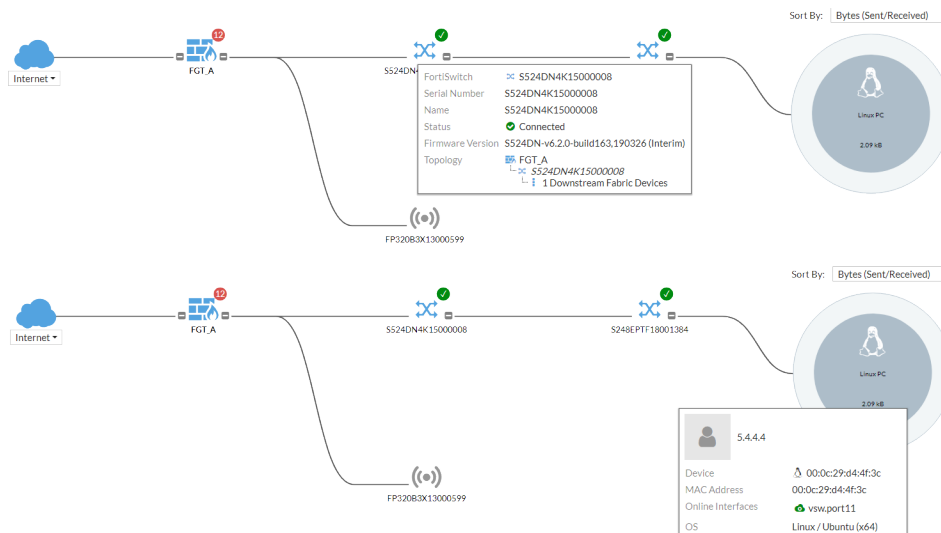 Sort By: Bytes (Sent/Received)
12
Internet
FGT_A
S524DN4
FortiSwitch S524DN4K15000008
Serial Number S524DN4K15000008
Name S524DN4K15000008
Status Connected
Firmware Version S524DN-v6.2.0-build163,190326 (Interim)
Topology FGT_A
S524DN4K15000008
1 Downstream Fabric Devices
Linux PC
2.09 kB
FP320B3X13000599
Sort By: Bytes (Sent/Received)
12
Internet
FGT_A
S524DN4K15000008
S248EPTF18001384
Linux PC
2.09 kB
FP320B3X13000599
5.4.4.4
Device 00:0c:29:d4:4f:3c
MAC Address 00:0c:29:d4:4f:3c
Online Interfaces vsw.port11
OS Linux / Ubuntu (x64)